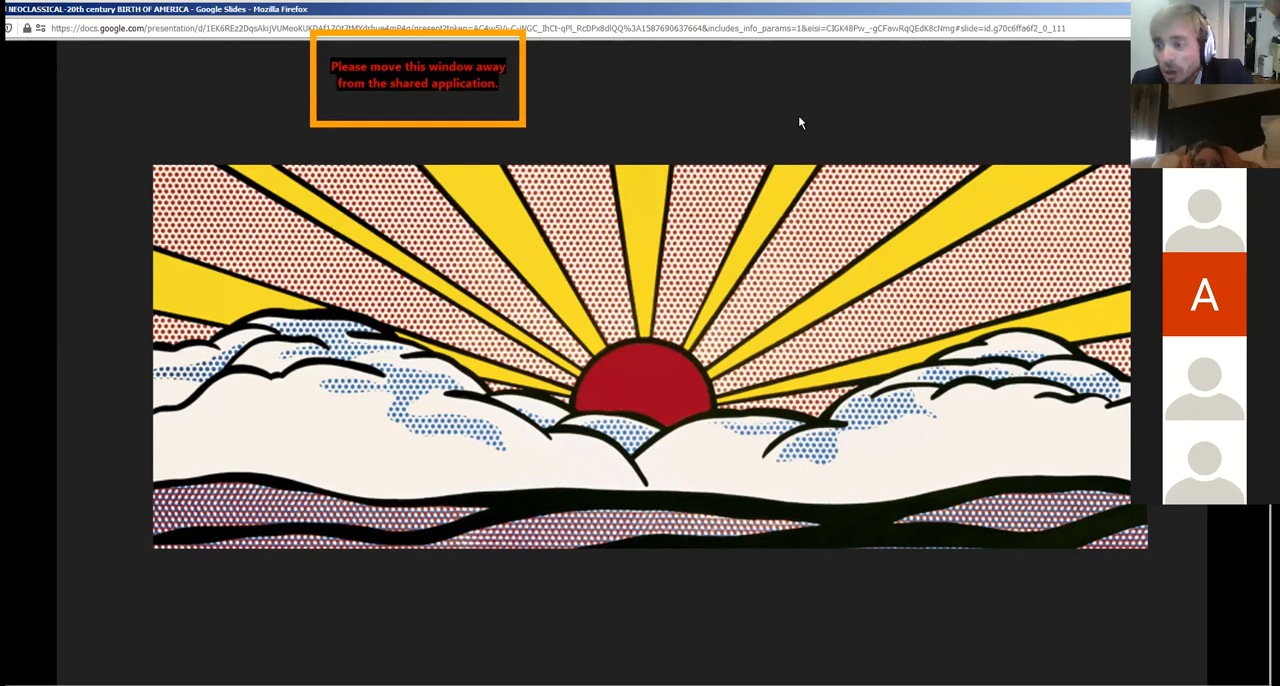 NEOCLASSICAL-20th century BIRTH OF AMERICA - Google Slides - Mozilla Firefox
Please move this window away
from the shared application.
A